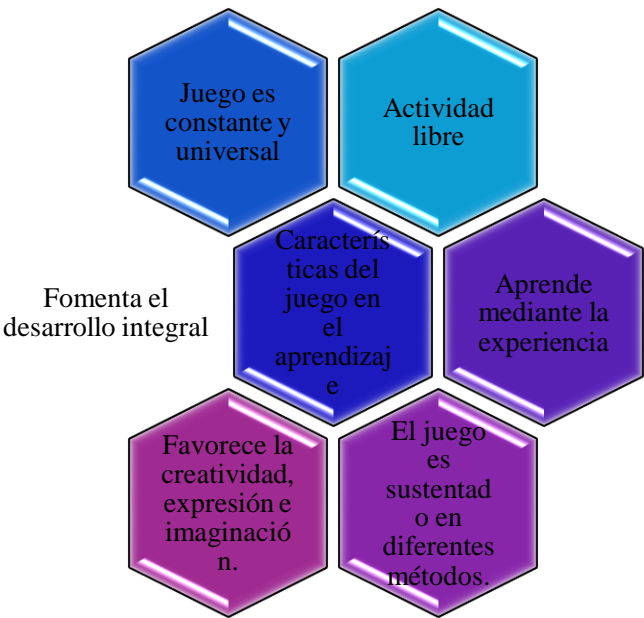 Juego es
constante y
universal
Actividad
libre
Fomenta el
desarrollo integral
Caracterís
ticas del
juego en
el
aprendizaj
e
Aprende
mediante la
experiencia
Favorece la
creatividad,
expresión e
imaginació
n.
El juego
es
sustentad
o en
diferentes
métodos.